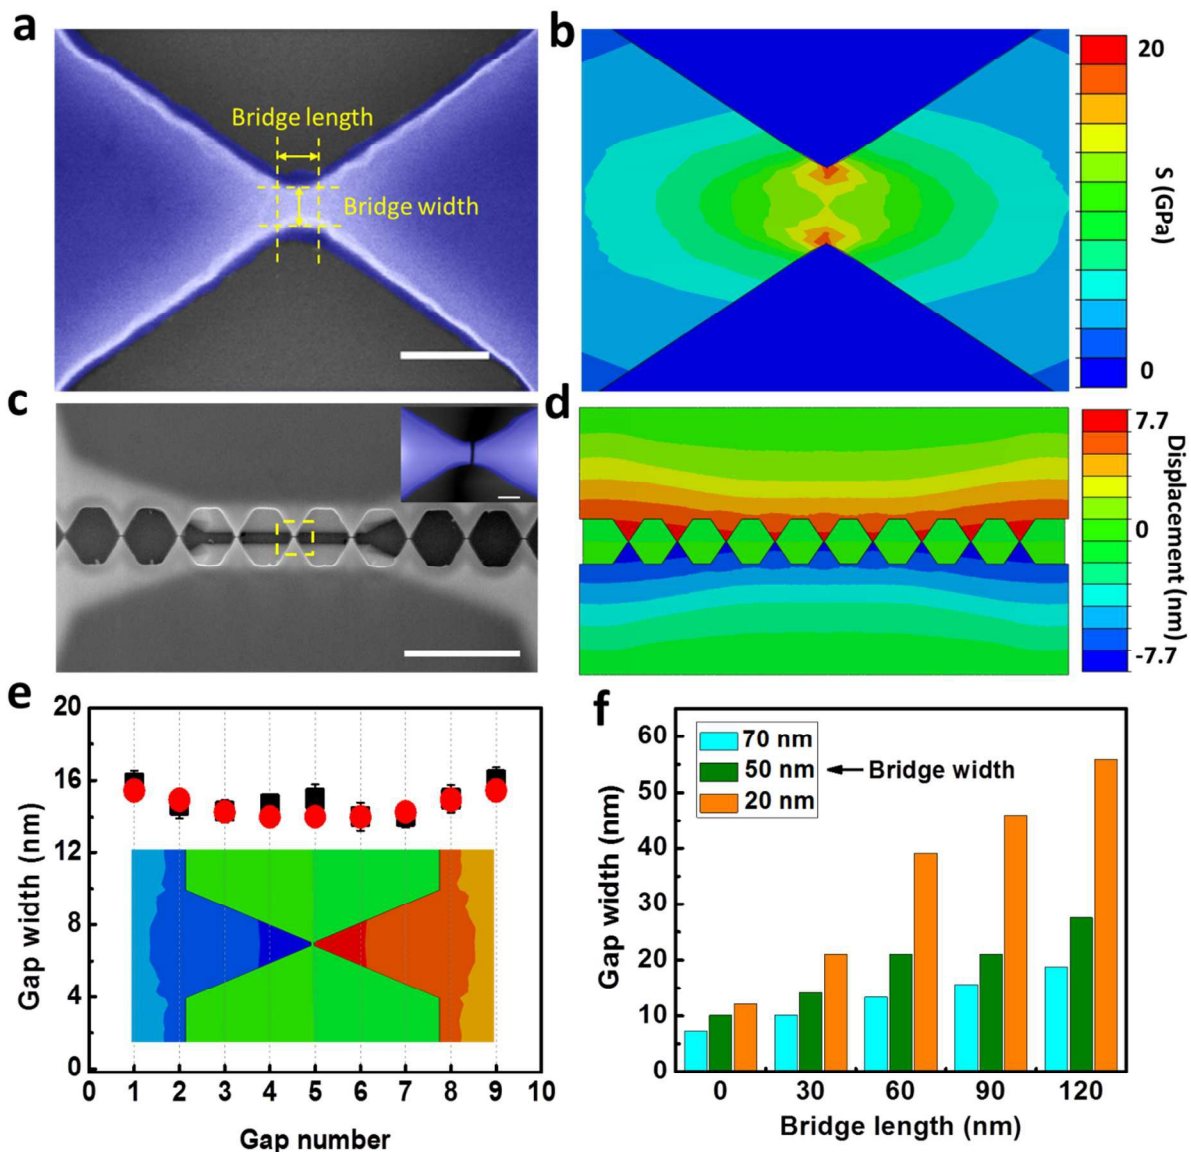 a
Bridge length
Bridge width
b
20
S (GPa)
0
c
d
7.7
0
-7.7
Displacement (nm)
e
20
16
12
8
4
0
Gap width (nm)
0 1 2 3 4 5 6 7 8 9 10
Gap number
f
60
50
40
30
20
10
0
Gap width (nm)
70 nm
50 nm
20 nm
Bridge width
0 30 60 90 120
Bridge length (nm)